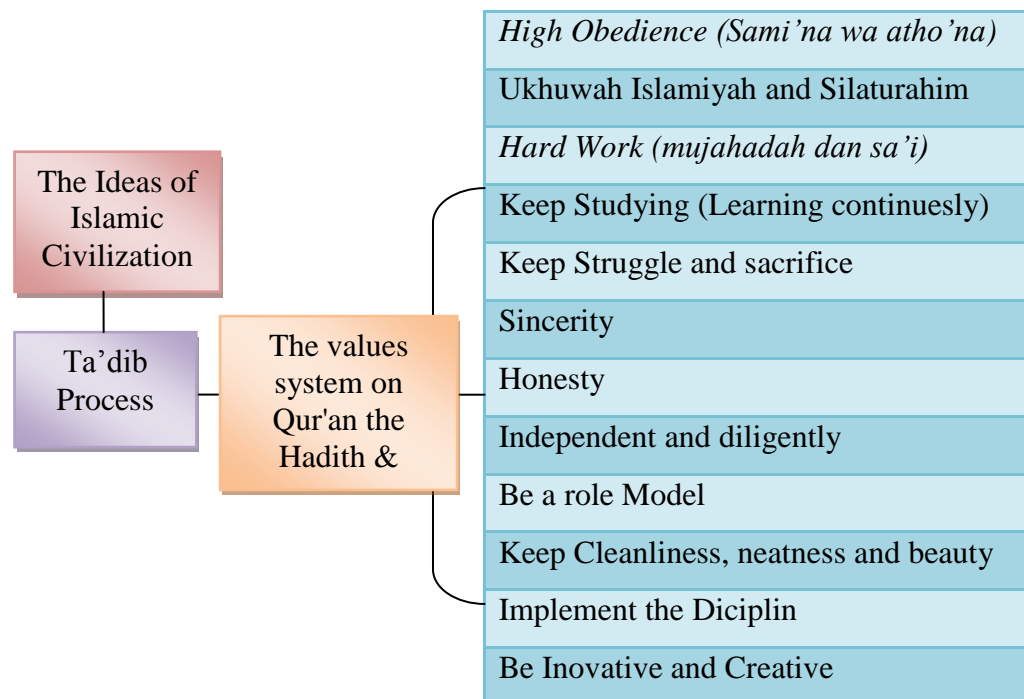 The Ideas of
Islamic
Civilization
Ta’dib
Process
The values
system on
Qur'an the
Hadith &
High Obedience (Sami’na wa atho’na)
Ukhuwah Islamiyah and Silaturahim
Hard Work (mujahadah dan sa’i)
Keep Studying (Learning continuesly)
Keep Struggle and sacrifice
Sincerity
Honesty
Independent and diligently
Be a role Model
Keep Cleanliness, neatness and beauty
Implement the Diciplin
Be Inovative and Creative